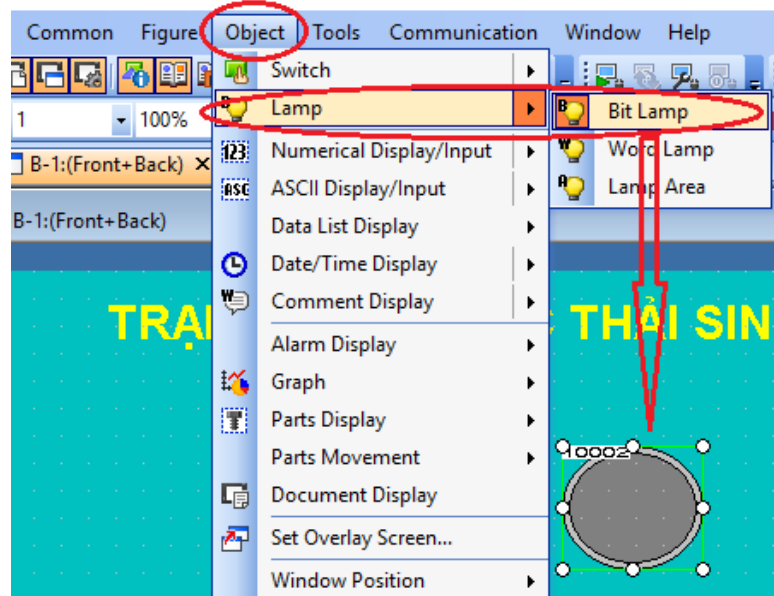 Common Figure Object Tools Communication Window Help
Switch
1 100% Lamp Bit Lamp
B-1:(Front+Back) Numerical Display/Input Word Lamp
ASCII Display/Input Lamp Area
B-1:(Front+Back) Data List Display
Date/Time Display
Comment Display
THẢI SIN
Alarm Display
Graph
Parts Display
Parts Movement
10002
Document Display
Set Overlay Screen...
Window Position